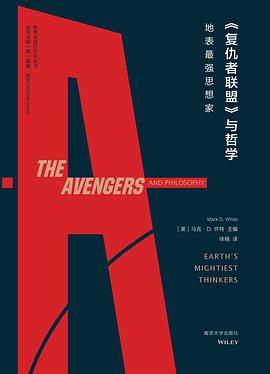 《复仇者联盟》与哲学
地表最强思想家
THE
AVENGERS
AND PHILOSOPHY
Mark D. White
[美] 马克·D. 怀特 主编
徐楠 译
EARTH'S
MIGHTIEST
THINKERS
南京大学出版社
WILEY